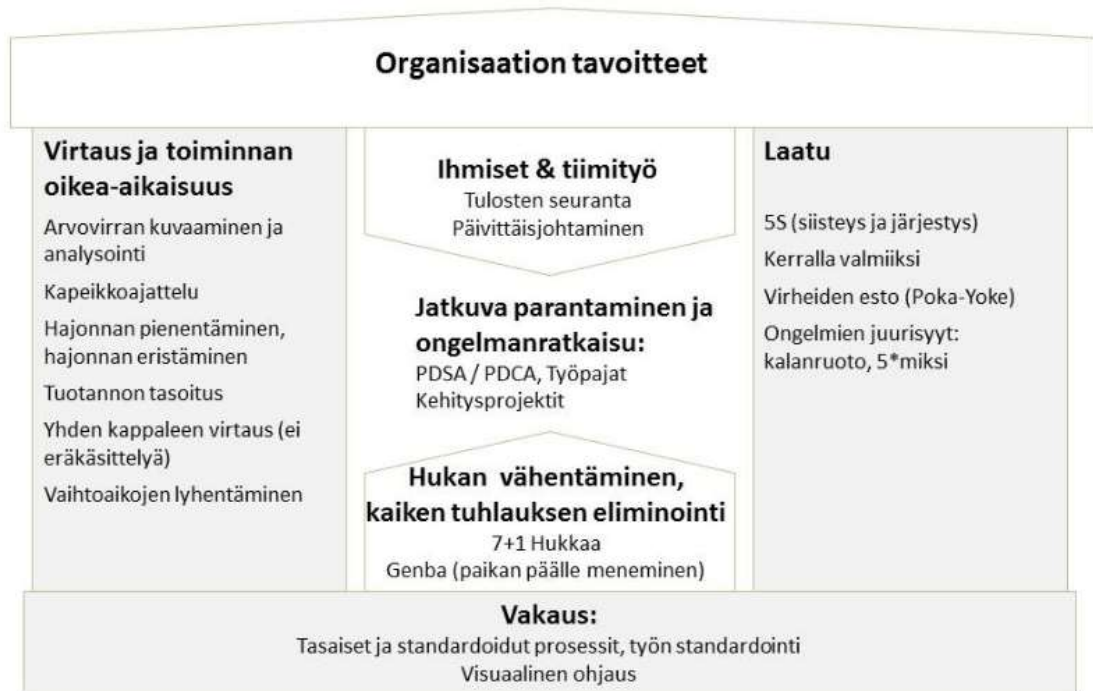 Organisaation tavoitteet
Virtaus ja toiminnan
oikea-aikaisuus
Arvovirran kuvaaminen ja
analysointi
Kapeikkoajattelu
Hajonnan pienentäminen,
hajonnan eristäminen
Tuotannon tasoitus
Yhden kappaleen virtaus (ei
eräkäsittelyä)
Vaihtoaikojen lyhentäminen
Ihmiset & tiimityö
Tulosten seuranta
Päivittäisjohtaminen
Jatkuva parantaminen ja
ongelmanratkaisu:
PDSA / PDCA, Työpajat
Kehitysprojektit
Hukan vähentäminen,
kaiken tuhlauksen eliminointi
7+1 Hukkaa
Genba (paikan päälle meneminen)
Laatu
5S (siisteys ja järjestys)
Kerralla valmiiksi
Virheiden esto (Poka-Yoke)
Ongelmien juurisyyt:
kalanruoto, 5*miksi
Vakaus:
Tasaiset ja standardoidut prosessit, työn standardointi
Visuaalinen ohjaus